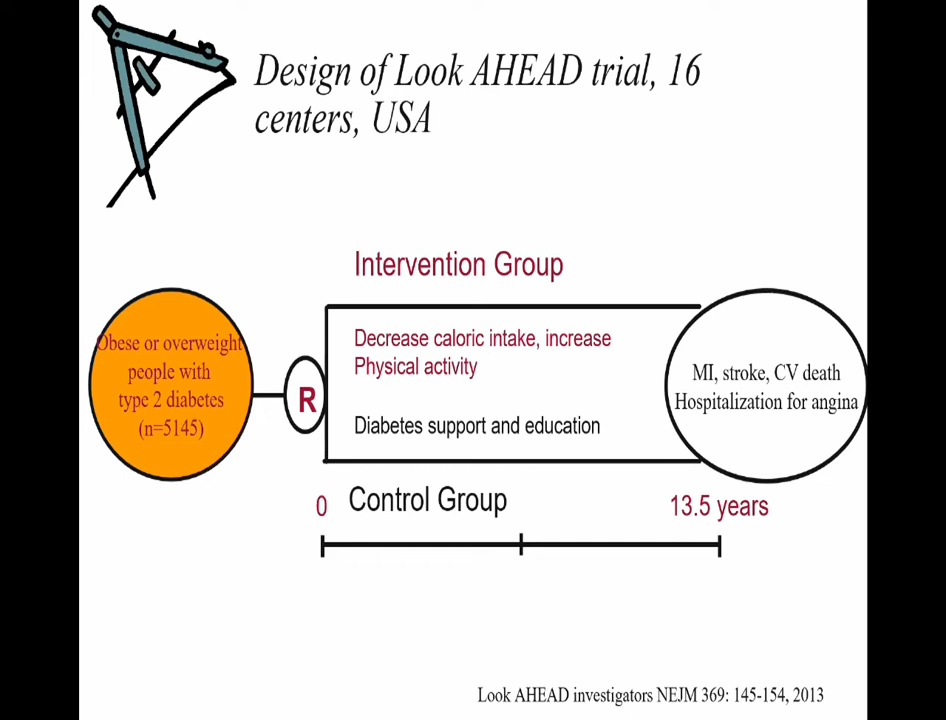 Design of Look AHEAD trial, 16
centers, USA
Intervention Group
Obese or overweight
people with
type 2 diabetes
(n=5145)
R
Decrease caloric intake, increase
Physical activity
Diabetes support and education
MI, stroke, CV death
Hospitalization for angina
0
Control Group
13.5 years
Look AHEAD investigators NEJM 369: 145-154, 2013